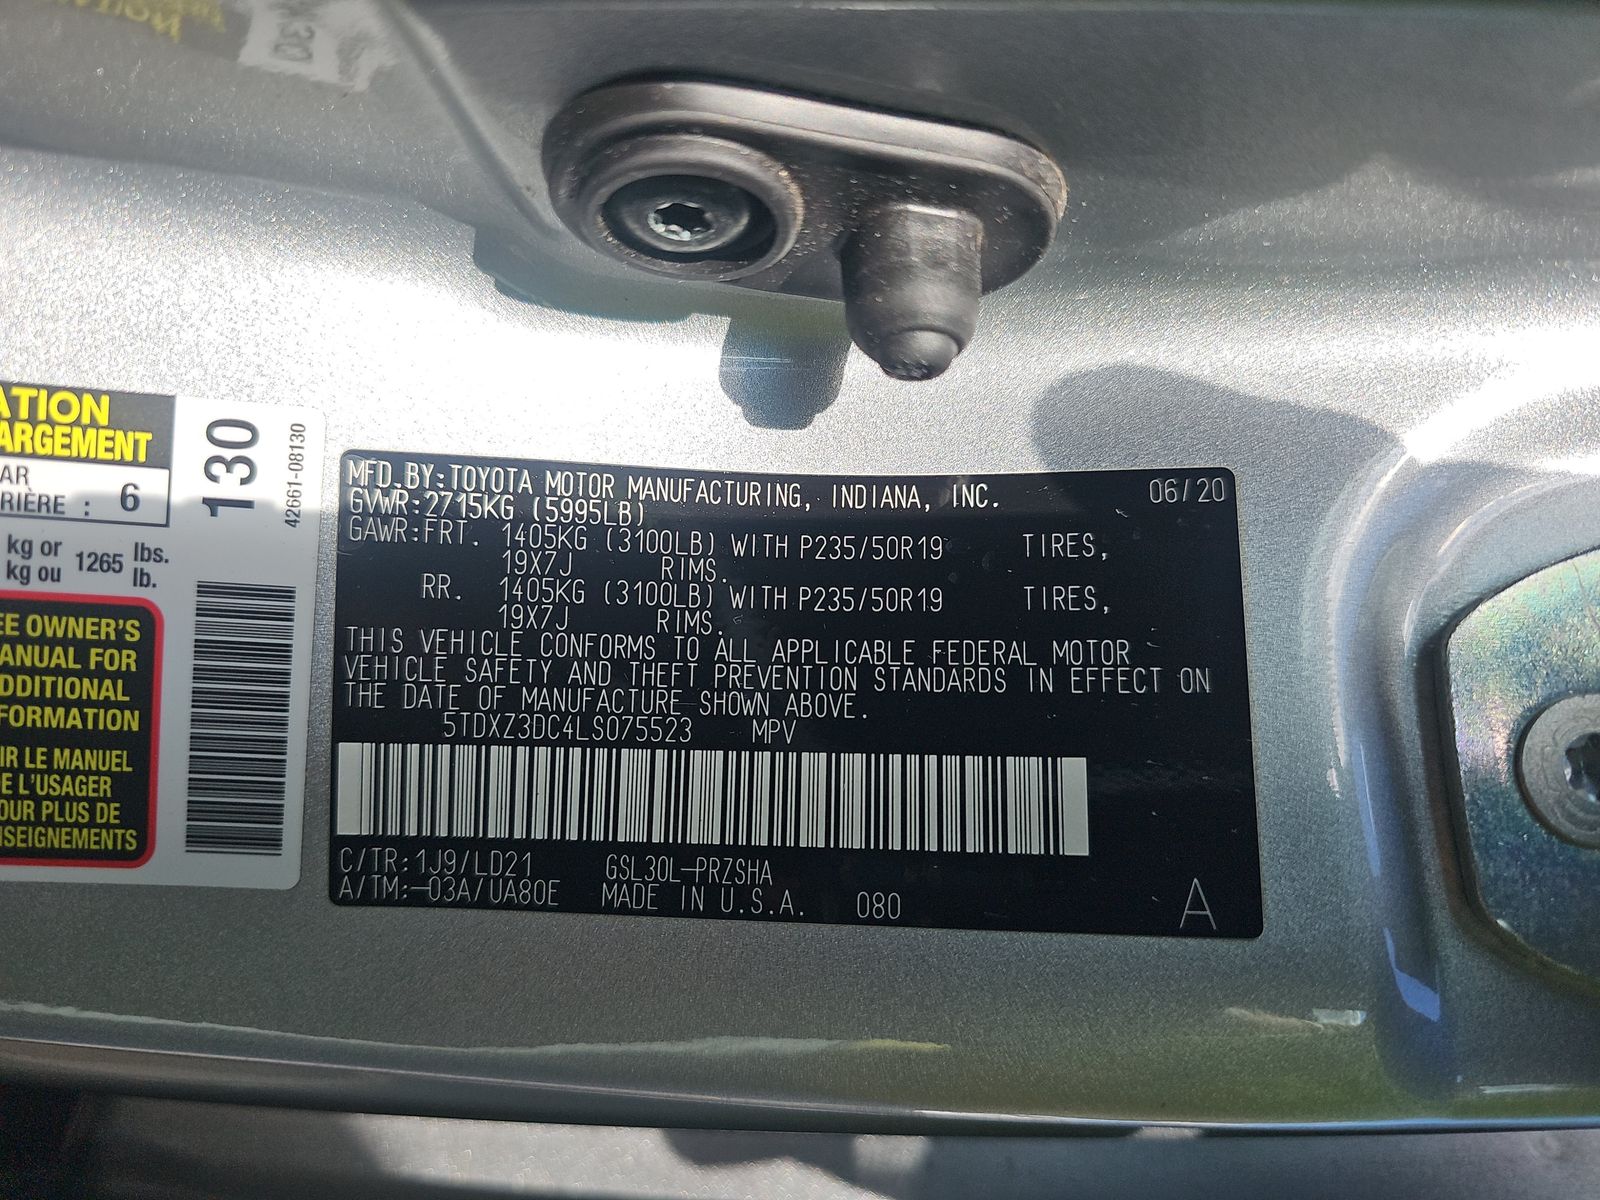 ATION
ARGEMENT
AR
RIÈRE : 6
kg or
kg ou 1265 lbs.
lb.
EE OWNER'S
ANUAL FOR
DDITIONAL
FORMATION
IR LE MANUEL
E L'USAGER
OUR PLUS DE
NSEIGNEMENTS
130
42661-08130
MFD.BY:TOYOTA MOTOR MANUFACTURING, INDIANA, INC. 06/20
GVWR:2715KG (5995LB)
GAWR:FRT. 1405KG (3100LB) WITH P235/50R19 TIRES,
19X7J RIMS.
RR. 1405KG (3100LB) WITH P235/50R19 TIRES,
19X7J RIMS.
THIS VEHICLE CONFORMS TO ALL APPLICABLE FEDERAL MOTOR
VEHICLE SAFETY AND THEFT PREVENTION STANDARDS IN EFFECT ON
THE DATE OF MANUFACTURE SHOWN ABOVE.
5TDXZ3DC4LS075523 MPV
C/TR:1J9/LD21 GSL30L-PRZSHA
A/TM:-03A/UA80E MADE IN U.S.A. 080 A